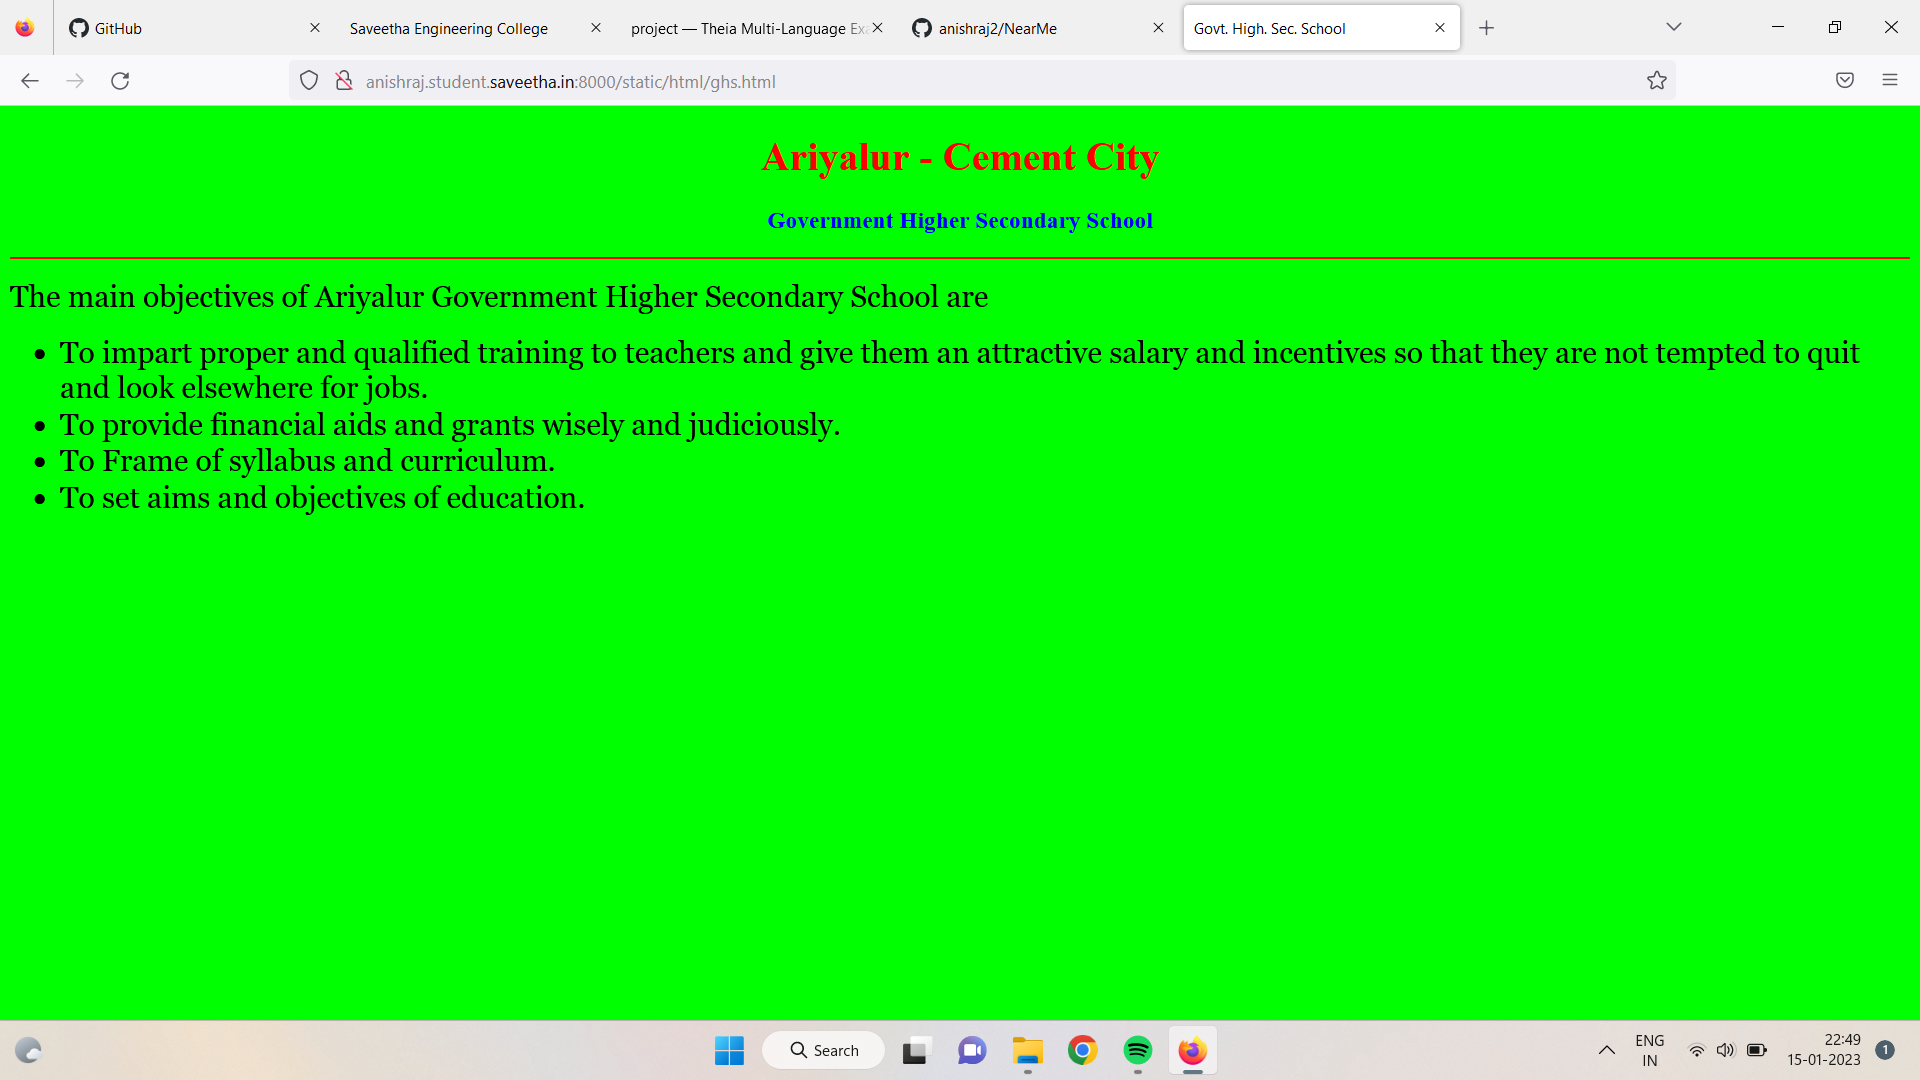 GitHub
Saveetha Engineering College
project — Theia Multi-Language Ex
anishraj2/NearMe
Govt. High. Sec. School
anishraj.student.saveetha.in:8000/static/html/ghs.html
Ariyalur - Cement City
Government Higher Secondary School
The main objectives of Ariyalur Government Higher Secondary School are
• To impart proper and qualified training to teachers and give them an attractive salary and incentives so that they are not tempted to quit
and look elsewhere for jobs.
• To provide financial aids and grants wisely and judiciously.
• To Frame of syllabus and curriculum.
• To set aims and objectives of education.
Search
ENG
IN
22:49
15-01-2023
1